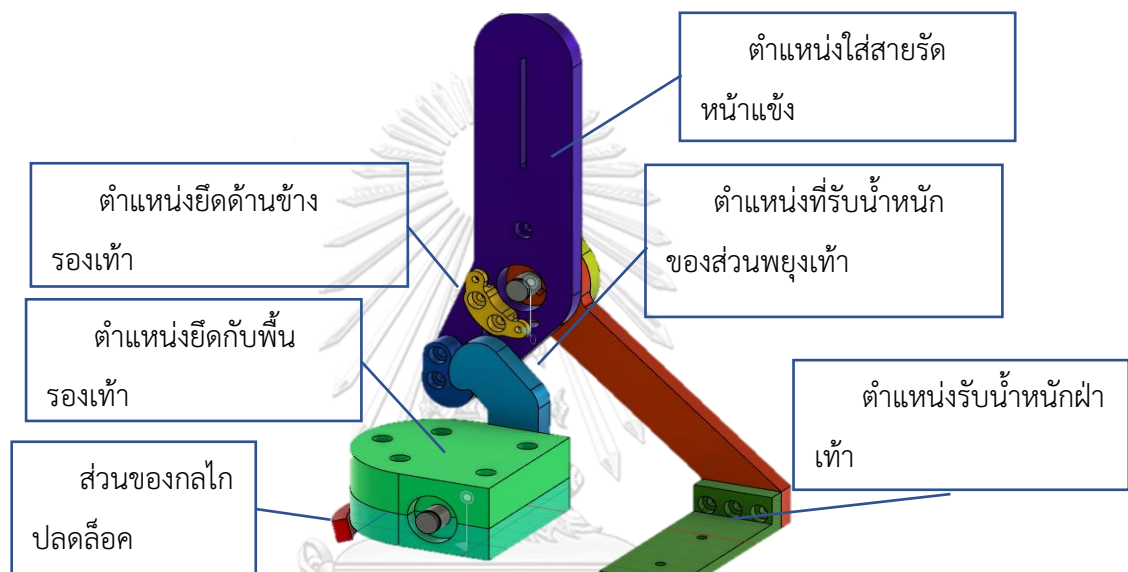 ตำแหน่งใส่สายรัด
หน้าแข้ง
ตำแหน่งยึดด้านข้าง
รองเท้า
ตำแหน่งที่รับน้ำหนัก
ของส่วนพยุงเท้า
ตำแหน่งยึดกับพื้น
รองเท้า
ตำแหน่งรับน้ำหนักฝ่า
เท้า
ส่วนของกลไก
ปลดล็อค